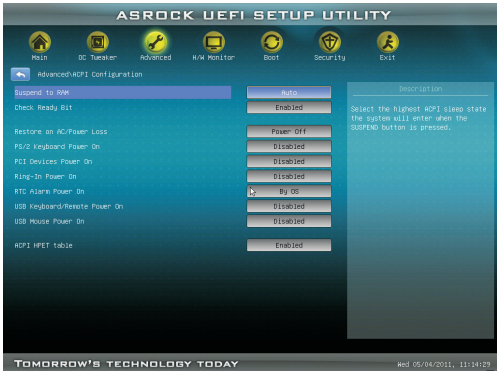 ASROCK UEFI SETUP UTILITY
Main OC Tweaker Advanced H/W Monitor Boot Security Exit
Advanced\ACPI Configuration
Description
Suspend to RAM Auto
Check Ready Bit Enabled
Select the highest ACPI sleep state
the system will enter when the
SUSPEND button is pressed.
Restore on AC/Power Loss Power Off
PS/2 Keyboard Power On Disabled
PCI Devices Power On Disabled
Ring-In Power On Disabled
RTC Alarm Power On By OS
USB Keyboard/Remote Power On Disabled
USB Mouse Power On Disabled
ACPI HPET table Enabled
TOMORROW'S TECHNOLOGY TODAY
Wed 05/04/2011, 11:14:29